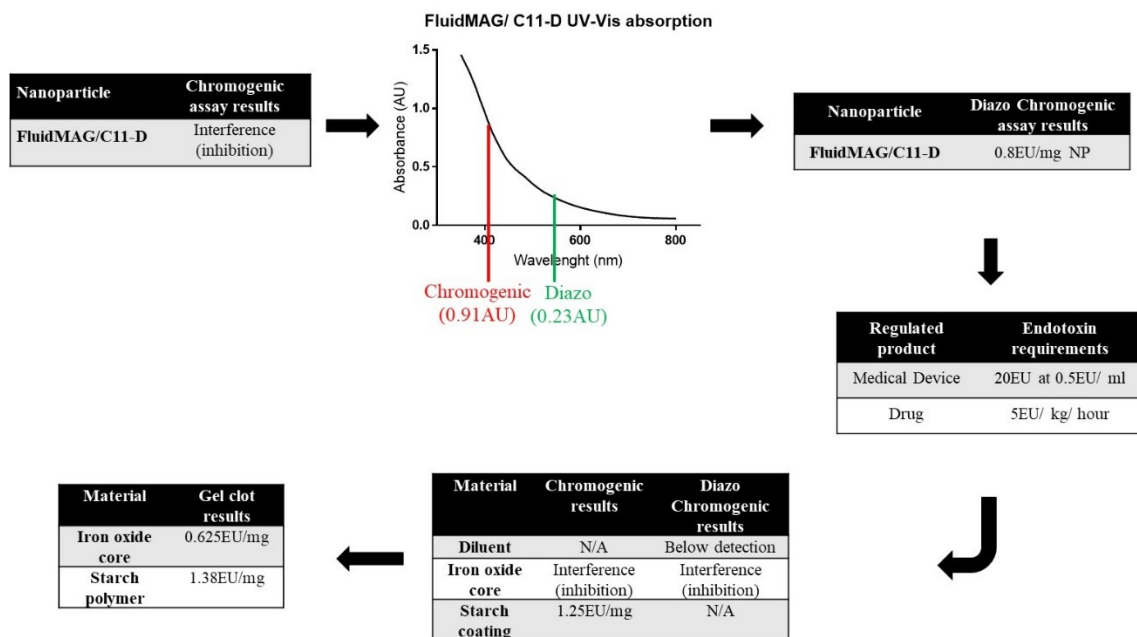 FluidMAG/ C11-D UV-Vis absorption
Nanoparticle
Chromogenic
assay results
FluidMAG/C11-D
Interference
(inhibition)
Absorbance (AU)
1.5
1.0
0.5
0.0
400
600
800
Wavelenght (nm)
Chromogenic
(0.91AU)
Diazo
(0.23AU)
Nanoparticle
Diazo Chromogenic
assay results
FluidMAG/C11-D
0.8EU/mg NP
Regulated
product
Endotoxin
requirements
Medical Device
20EU at 0.5EU/ ml
Drug
5EU/ kg/ hour
Material
Chromogenic
results
Diazo
Chromogenic
results
Diluent
N/A
Below detection
Iron oxide
core
Interference
(inhibition)
Interference
(inhibition)
Starch
coating
1.25EU/mg
N/A
Material
Gel clot
results
Iron oxide
core
0.625EU/mg
Starch
polymer
1.38EU/mg